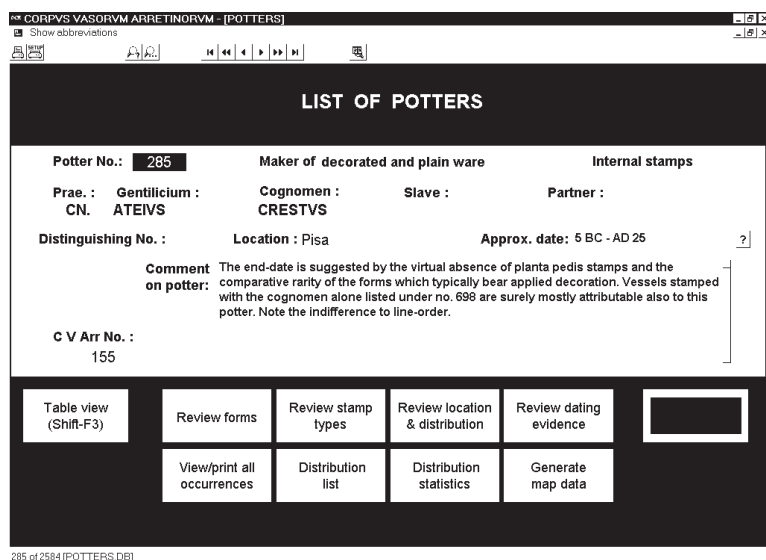 CORPVS VASORVM ARRETINORVM - [POTTERS]
Show abbreviations
SETUP
LIST OF POTTERS
Potter No.: 285 Maker of decorated and plain ware Internal stamps
Prae. : Gentilicium : Cognomen : Slave : Partner :
CN. ATEIVS CRESTVS
Distinguishing No. : Location : Pisa Approx. date: 5 BC - AD 25 ?
Comment on potter:
The end-date is suggested by the virtual absence of planta pedis stamps and the
comparative rarity of the forms which typically bear applied decoration. Vessels stamped
with the cognomen alone listed under no. 698 are surely mostly attributable also to this
potter. Note the indifference to line-order.
C V Arr No. :
155
Table view
(Shift-F3)
Review forms
Review stamp
types
Review location
& distribution
Review dating
evidence
View/print all
occurrences
Distribution
list
Distribution
statistics
Generate
map data
285 of 2584 [POTTERS.DB]